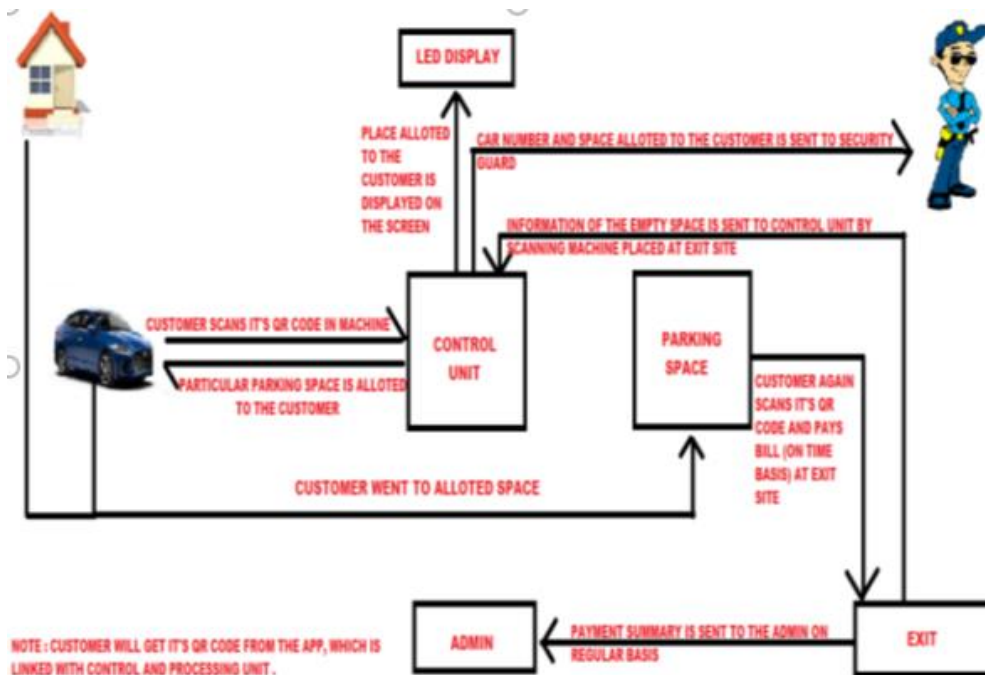 LED DISPLAY
PLACE ALLOTED
TO THE
CUSTOMER IS
DISPLAYED ON
THE SCREEN
CAR NUMBER AND SPACE ALLOTED TO THE CUSTOMER IS SENT TO SECURITY
GUARD
INFORMATION OF THE EMPTY SPACE IS SENT TO CONTROL UNIT BY
SCANNING MACHINE PLACED AT EXIT SITE
CUSTOMER SCANS IT'S QR CODE IN MACHINE
CONTROL
UNIT
PARKING
SPACE
PARTICULAR PARKING SPACE IS ALLOTED
TO THE CUSTOMER
CUSTOMER AGAIN
SCANS IT'S QR
CODE AND PAYS
BILL (ON TIME
BASIS) AT EXIT
SITE
CUSTOMER WENT TO ALLOTED SPACE
NOTE : CUSTOMER WILL GET IT'S QR CODE FROM THE APP, WHICH IS
LINKED WITH CONTROL AND PROCESSING UNIT .
ADMIN
PAYMENT SUMMARY IS SENT TO THE ADMIN ON
REGULAR BASIS
EXIT